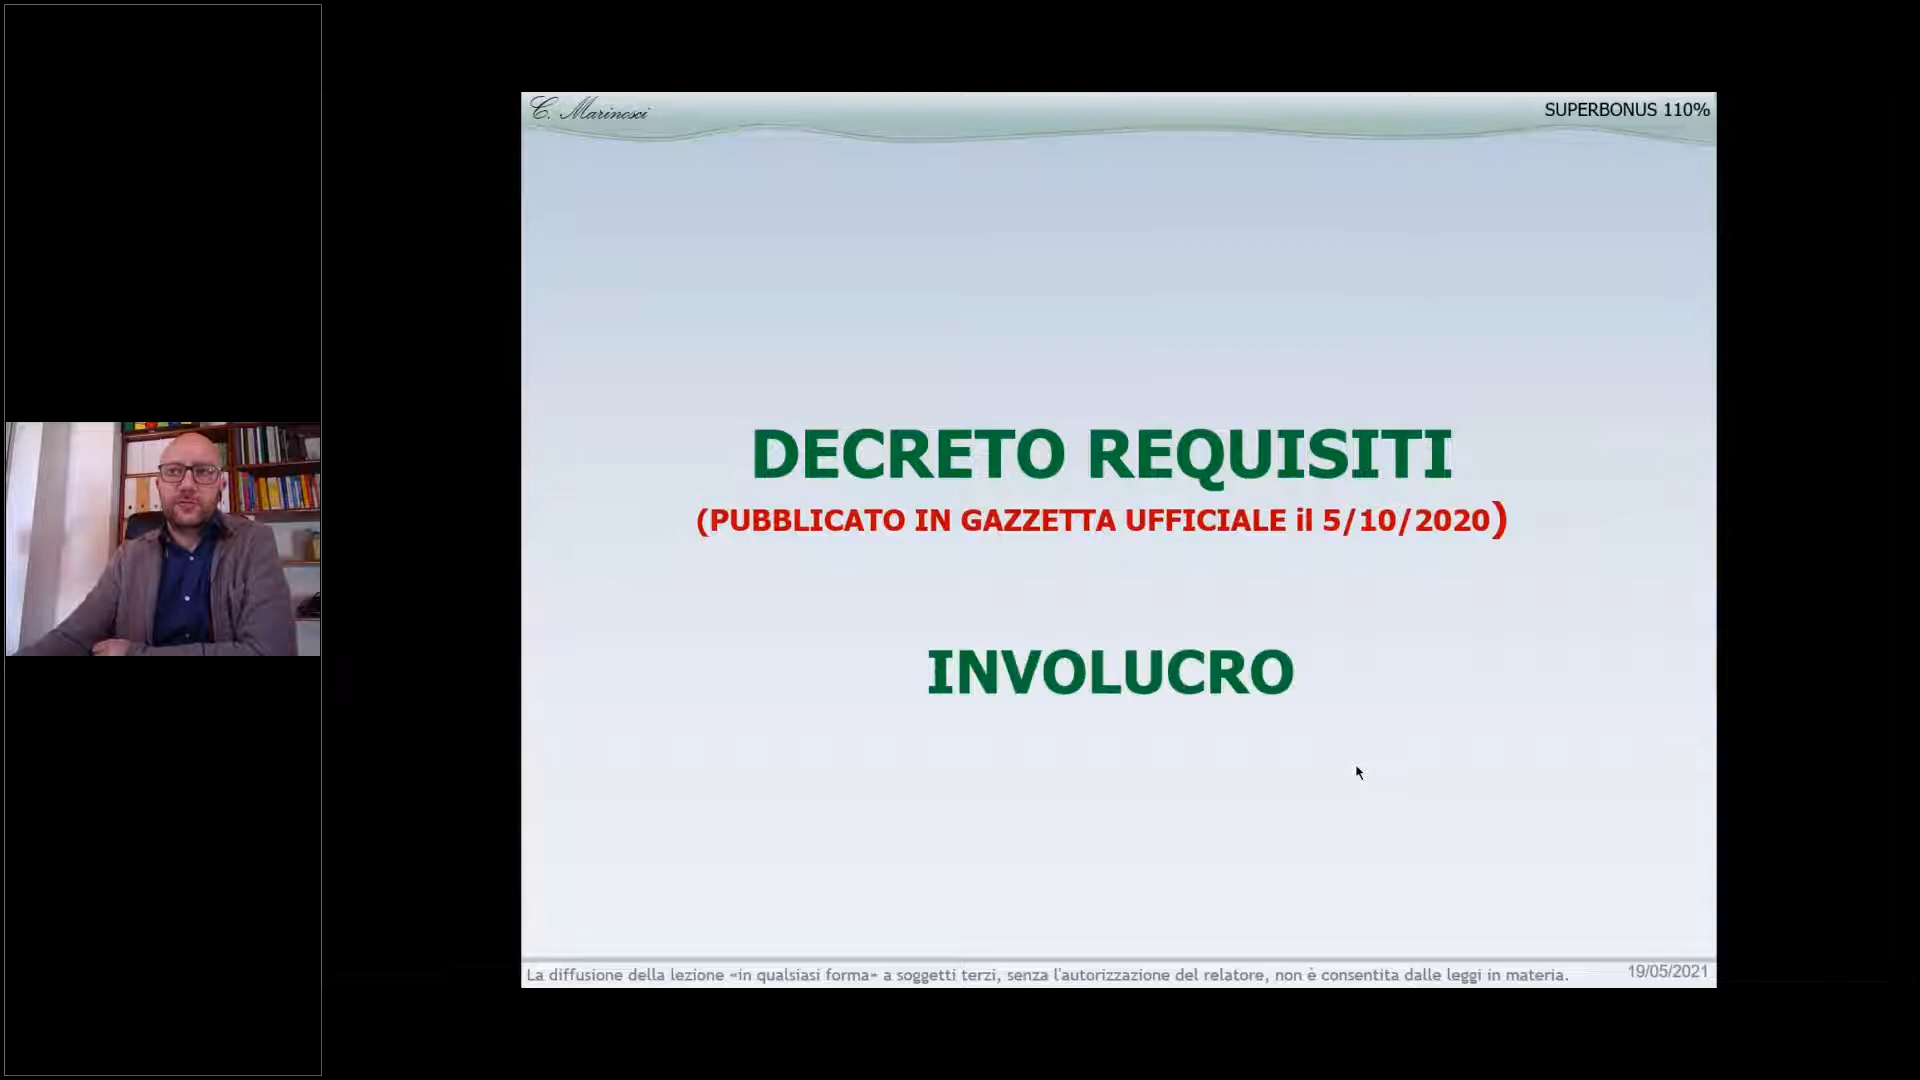 C. Marinosci
SUPERBONUS 110%
DECRETO REQUISITI
(PUBBLICATO IN GAZZETTA UFFICIALE il 5/10/2020)
INVOLUCRO
La diffusione della lezione «in qualsiasi forma» a soggetti terzi, senza l'autorizzazione del relatore, non è consentita dalle leggi in materia.
19/05/2021